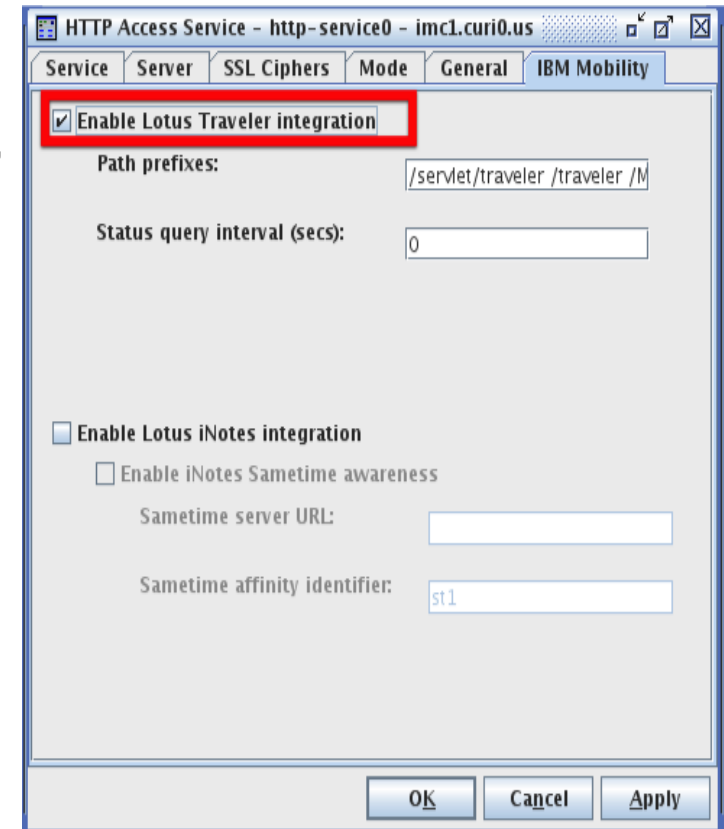 HTTP Access Service - http-service0 - imc1.curi0.us
Service Server SSL Ciphers Mode General IBM Mobility
Enable Lotus Traveler integration
Path prefixes: /servlet/traveler /traveler /M
Status query interval (secs): 0
Enable Lotus iNotes integration
Enable iNotes Sametime awareness
Sametime server URL:
Sametime affinity identifier: st1
OK Cancel Apply